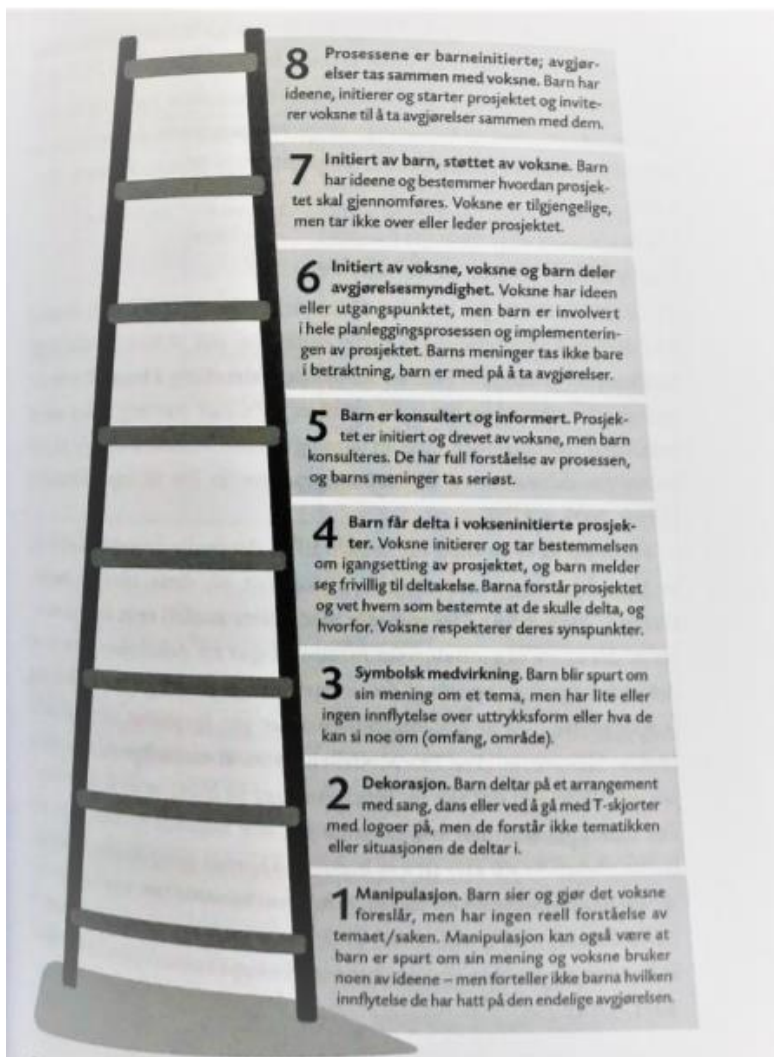 8 Prosessene er barneinitierte; avgjør-
elser tas sammen med voksne. Barn har
ideene, initierer og starter prosjektet og invite-
rer voksne til å ta avgjørelser sammen med dem.
7 Initiert av barn, støttet av voksne. Barn
har ideene og bestemmer hvordan prosjek-
tet skal gjennomføres. Voksne er tilgjengelige,
men tar ikke over eller leder prosjektet.
6 Initiert av voksne, voksne og barn deler
avgjørelsesmyndighet. Voksne har ideen
eller utgangspunktet, men barn er involvert
i hele planleggingsprosessen og implementerin-
gen av prosjektet. Barns meninger tas ikke bare
i betraktning, barn er med på å ta avgjørelser.
5 Barn er konsultert og informert. Prosjek-
tet er initiert og drevet av voksne, men barn
konsulteres. De har full forståelse av prosessen,
og barns meninger tas seriøst.
4 Barn får delta i vokseninitierte prosjek-
ter. Voksne initierer og tar bestemmelsen
om igangsetting av prosjektet, og barn melder
seg frivillig til deltakelse. Barna forstår prosjektet
og vet hvem som bestemte at de skulle delta, og
hvorfor. Voksne respekterer deres synspunkter.
3 Symbolsk medvirkning. Barn blir spurt om
sin mening om et tema, men har lite eller
ingen innflytelse over uttrykksform eller hva de
kan si noe om (omfang, område).
2 Dekorasjon. Barn deltar på et arrangement
med sang, dans eller ved å gå med T-skjorter
med logoer på, men de forstår ikke tematikken
eller situasjonen de deltar i.
1 Manipulasjon. Barn sier og gjør det voksne
foreslår, men har ingen reell forståelse av
temaet/saken. Manipulasjon kan også være at
barn er spurt om sin mening og voksne bruker
noen av ideene – men forteller ikke barna hvilken
innflytelse de har hatt på den endelige avgjørelsen.